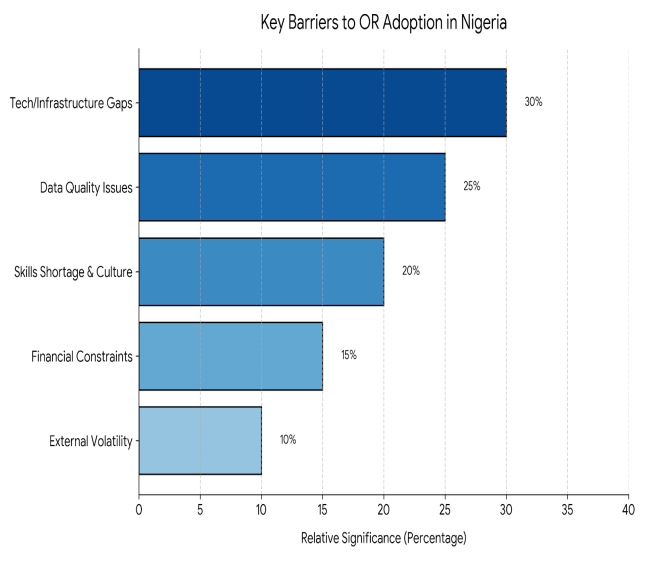 Key Barriers to OR Adoption in Nigeria
Tech/Infrastructure Gaps
30%
Data Quality Issues
25%
Skills Shortage & Culture
20%
Financial Constraints
15%
External Volatility
10%
0 5 10 15 20 25 30 35 40
Relative Significance (Percentage)